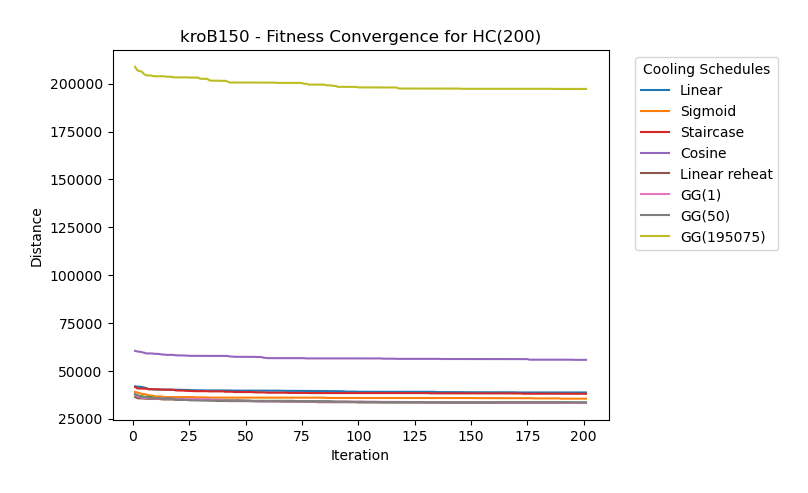 kroB150 - Fitness Convergence for HC(200)
200000
175000
150000
125000
100000
75000
50000
25000
Distance
0
25
50
75
100
125
150
175
200
Iteration
Cooling Schedules
Linear
Sigmoid
Staircase
Cosine
Linear reheat
GG(1)
GG(50)
GG(195075)